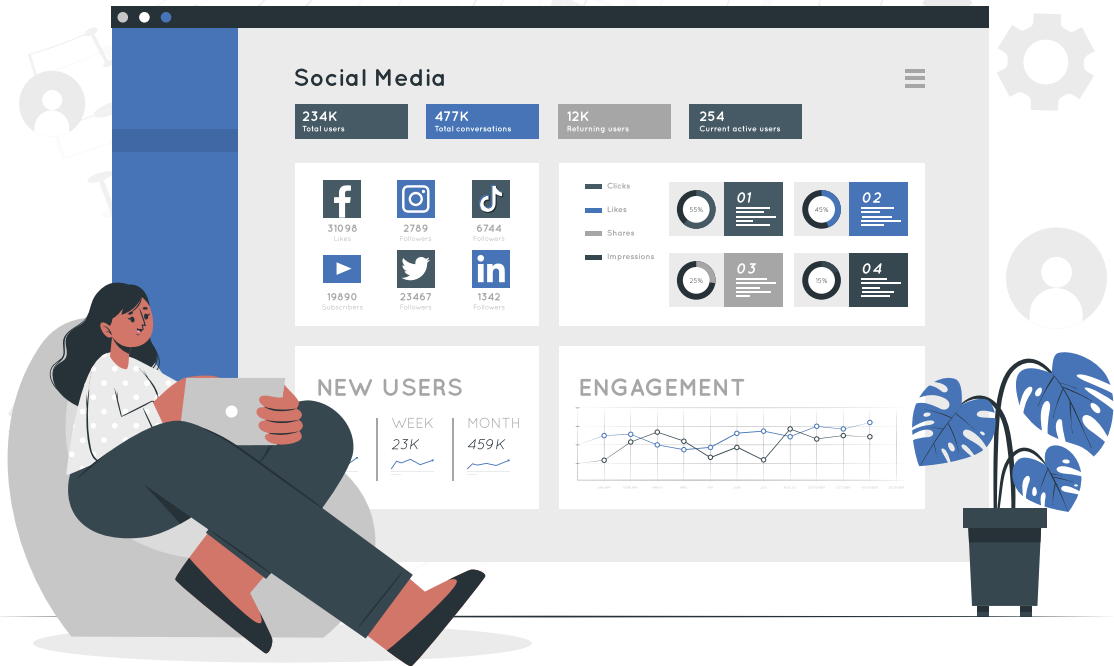 Social Media
234K
Total users
477K
Total conversations
12K
Returning users
254
Current active users
31098
Likes
2789
Followers
6744
Followers
19890
Subscribers
23467
Followers
1342
Followers
Clicks
Likes
Shares
Impressions
55%
01
45%
02
25%
03
15%
04
NEW USERS
WEEK
23K
MONTH
459K
ENGAGEMENT